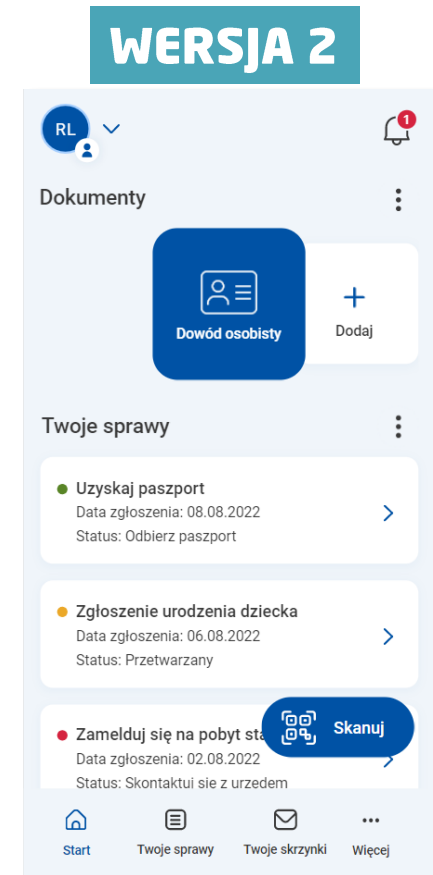 WERSJA 2
RL
1
Dokumenty
Dowód osobisty
Dodaj
Twoje sprawy
Uzyskaj paszport
Data zgłoszenia: 08.08.2022
Status: Odbierz paszport
Zgłoszenie urodzenia dziecka
Data zgłoszenia: 06.08.2022
Status: Przetwarzany
Zamelduj się na pobyt
Skanuj
Data zgłoszenia: 02.08.2022
Status: Skontaktuj sie z urzedem
Start
Twoje sprawy
Twoje skrzynki
Więcej